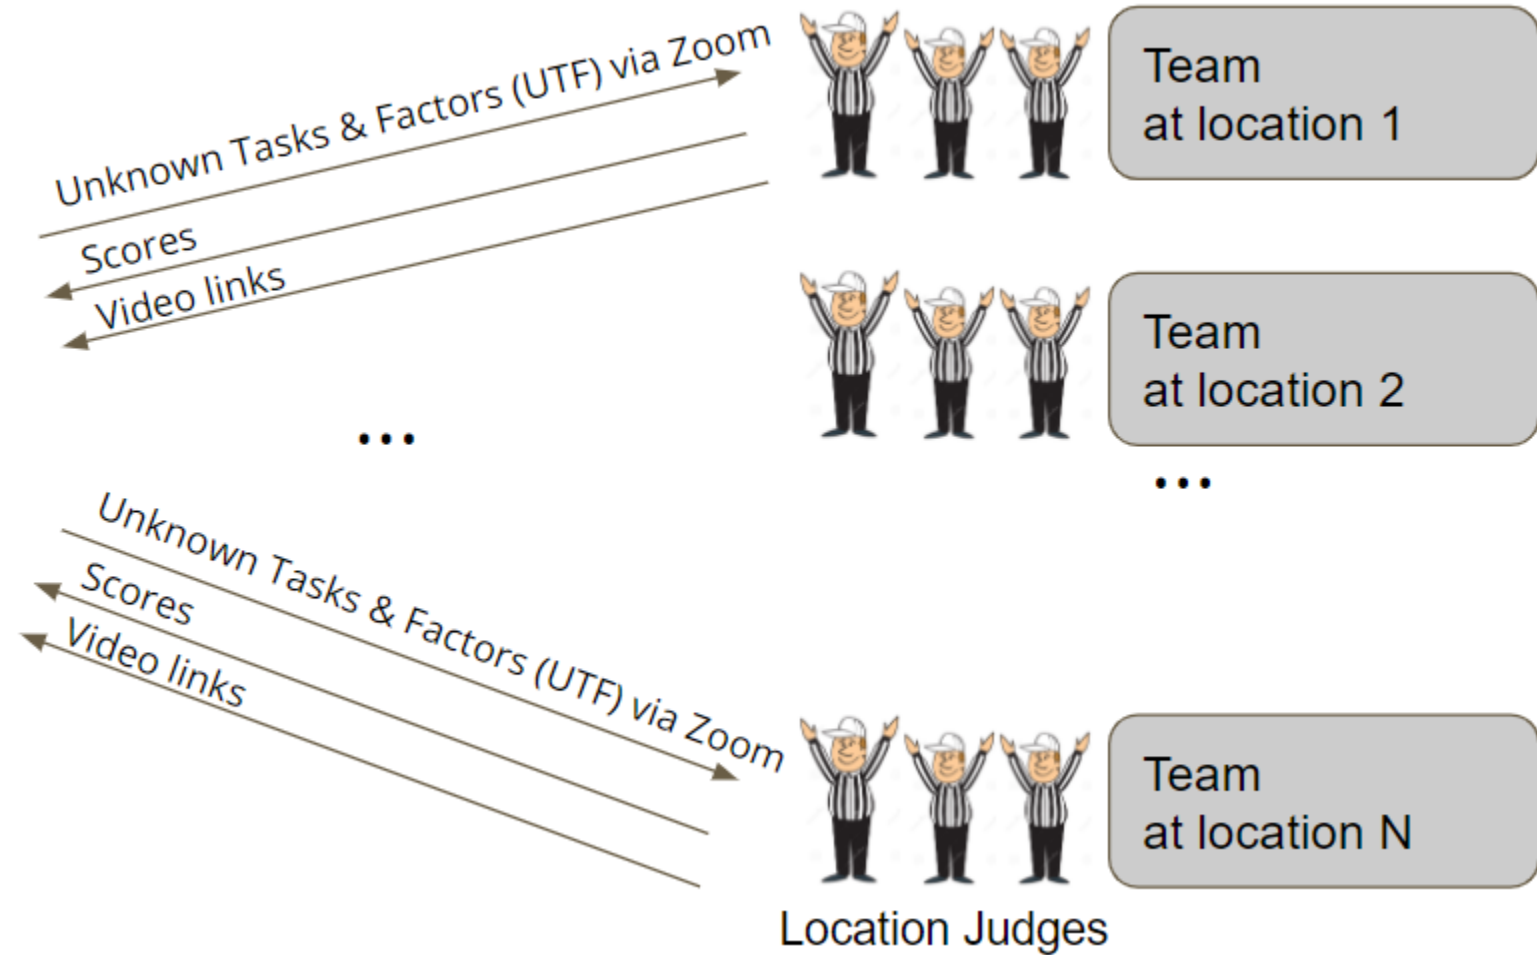 Unknown Tasks & Factors (UTF) via Zoom
Scores
Video links
Team
at location 1
Team
at location 2
...
...
Unknown Tasks & Factors (UTF) via Zoom
Scores
Video links
Team
at location N
Location Judges